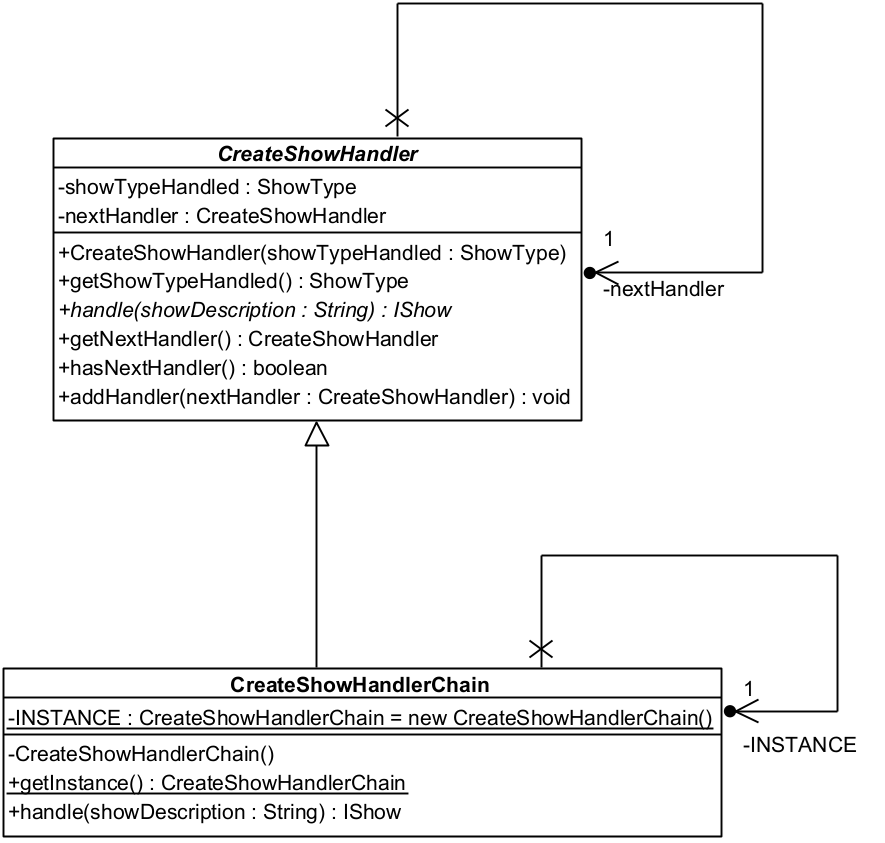 CreateShowHandler
-showTypeHandled : ShowType
-nextHandler : CreateShowHandler
+CreateShowHandler(showTypeHandled : ShowType)
+getShowTypeHandled() : ShowType
+handle(showDescription : String) : IShow
+getNextHandler() : CreateShowHandler
+hasNextHandler() : boolean
+addHandler(nextHandler : CreateShowHandler) : void
1
-nextHandler
CreateShowHandlerChain
-INSTANCE : CreateShowHandlerChain = new CreateShowHandlerChain()
-CreateShowHandlerChain()
+getInstance() : CreateShowHandlerChain
+handle(showDescription : String) : IShow
1
-INSTANCE